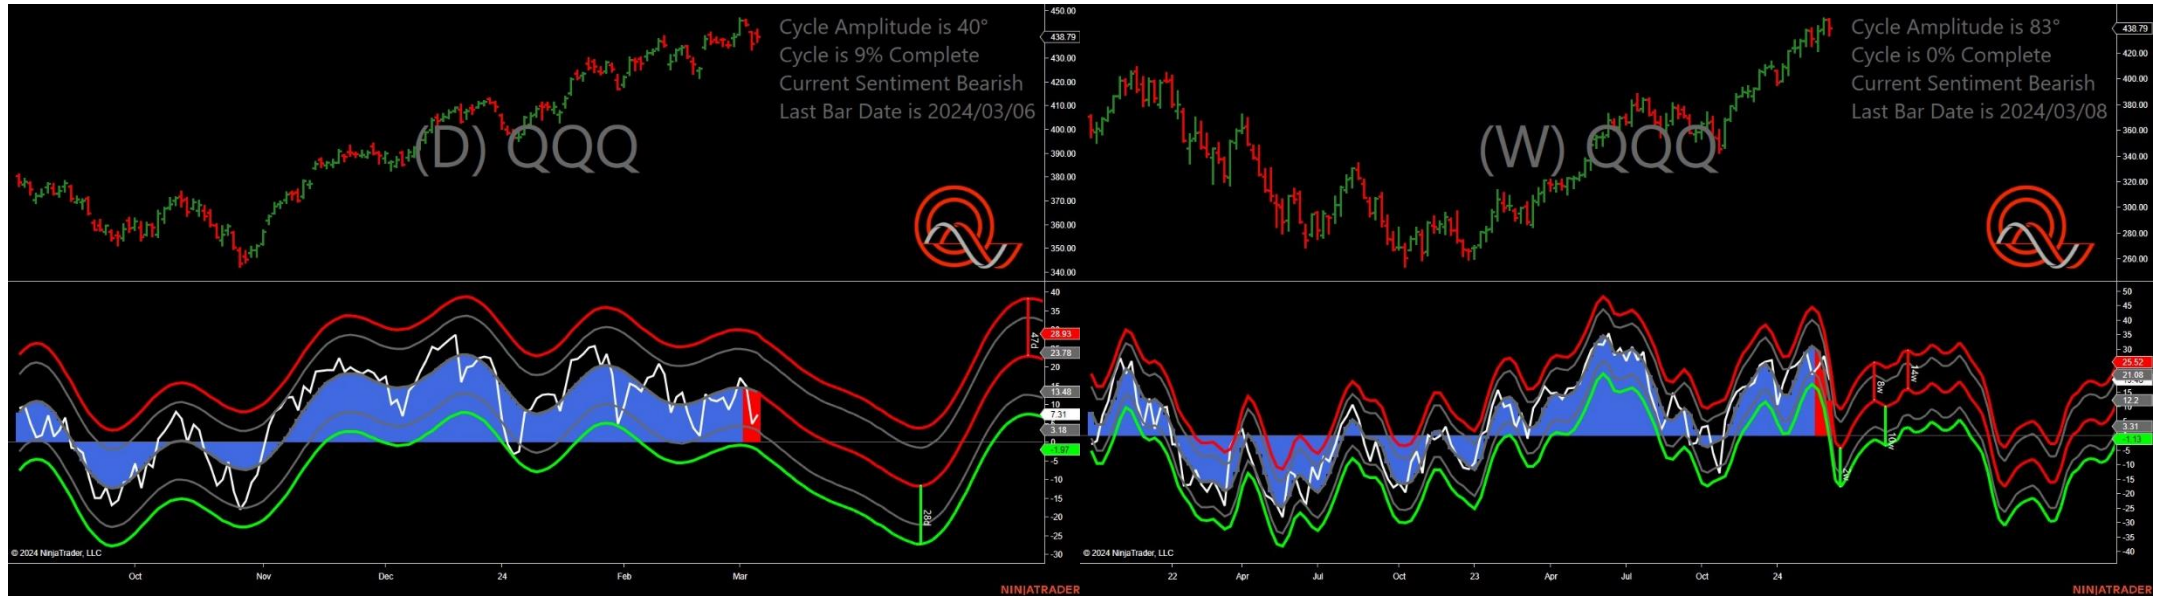 Cycle Amplitude is 40°
Cycle is 9% Complete
Current Sentiment Bearish
Last Bar Date is 2024/03/06
(D) QQQ
450.00
438.79
430.00
420.00
410.00
400.00
390.00
380.00
370.00
360.00
350.00
340.00
40
35
28.93
23.78
20
15
13.48
10
7.31
3.18
0
-1.97
-5
-10
-15
-20
-25
-30
47d
28d
© 2024 NinjaTrader, LLC
Oct Nov Dec 24 Feb Mar
NINJATRADER
Cycle Amplitude is 83°
Cycle is 0% Complete
Current Sentiment Bearish
Last Bar Date is 2024/03/08
(W) QQQ
438.79
420.00
400.00
380.00
360.00
340.00
320.00
300.00
280.00
260.00
50
45
40
35
30
25.52
21.08
12.2
10
3.31
-1.13
-5
-10
-15
-20
-25
-30
-35
-40
8w
14w
10w
2w
© 2024 NinjaTrader, LLC
22 Apr Jul Oct 23 Apr Jul Oct 24
NINJATRADER